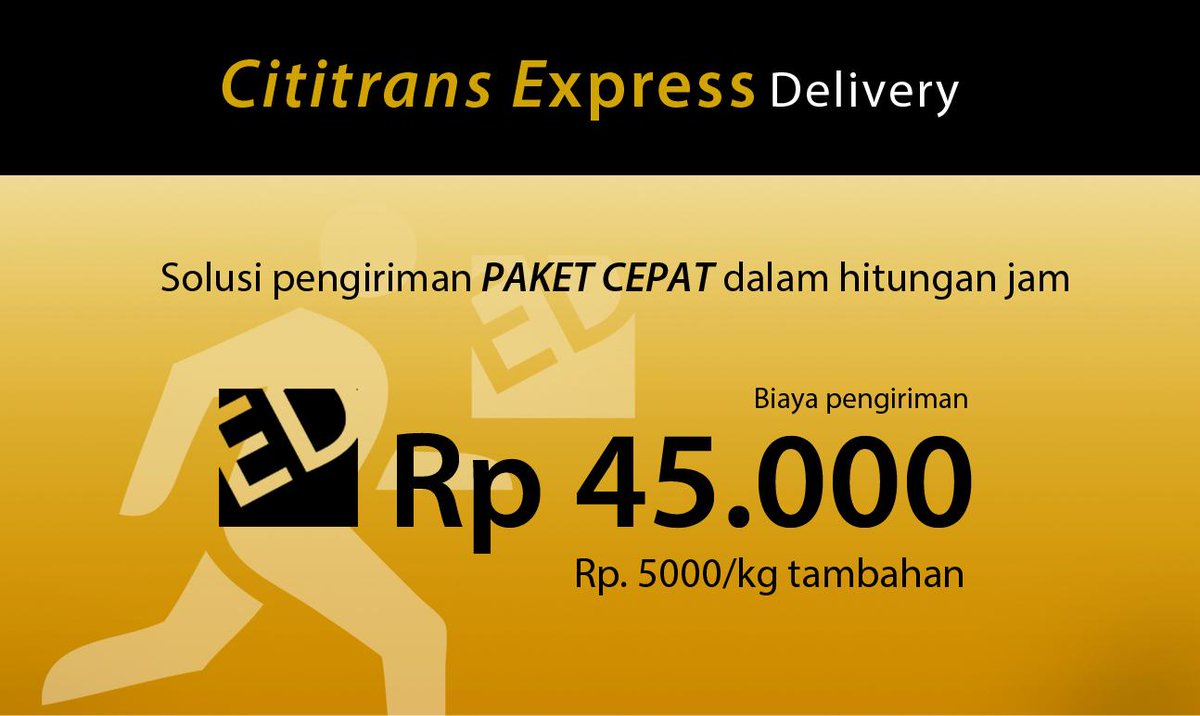 Cititrans Express Delivery
Solusi pengiriman PAKET CEPAT dalam hitungan jam
ED
Biaya pengiriman
ED Rp 45.000
Rp. 5000/kg tambahan